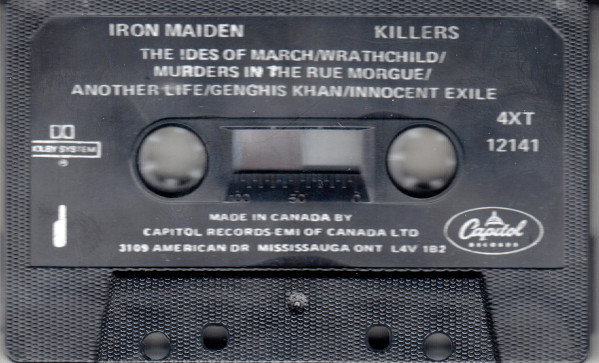 IRON MAIDEN KILLERS
THE IDES OF MARCH/WRATHCHILD/
MURDERS IN THE RUE MORGUE/
ANOTHER LIFE/GENGHIS KHAN/INNOCENT EXILE
4XT
12141
DOLBY SYSTEM
®
100 50 0
1
MADE IN CANADA BY
CAPITOL RECORDS-EMI OF CANADA LTD
3109 AMERICAN DR MISSISSAUGA ONT L4V 1B2
Capitol
RECORDS